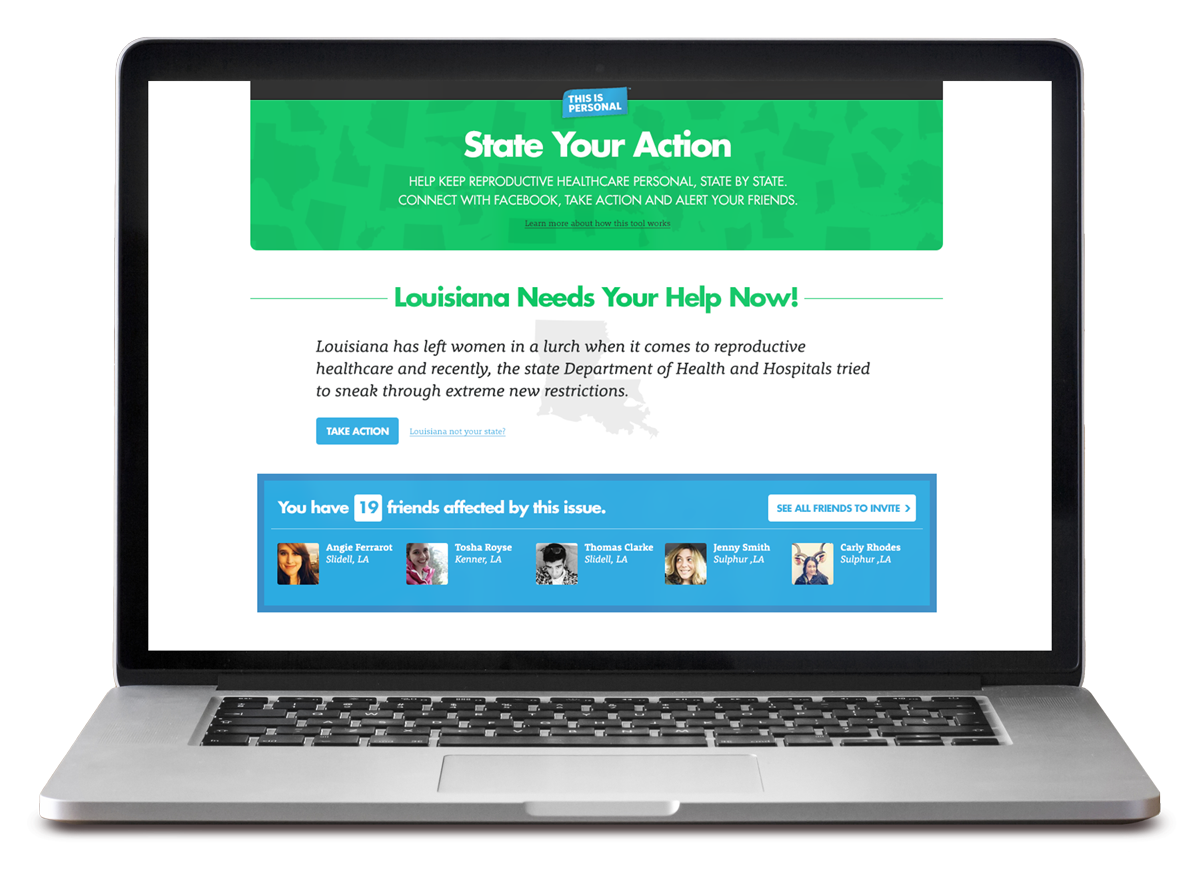 THIS IS
PERSONAL
State Your Action
HELP KEEP REPRODUCTIVE HEALTHCARE PERSONAL, STATE BY STATE.
CONNECT WITH FACEBOOK, TAKE ACTION AND ALERT YOUR FRIENDS.
Learn more about how this tool works
Louisiana Needs Your Help Now!
Louisiana has left women in a lurch when it comes to reproductive
healthcare and recently, the state Department of Health and Hospitals tried
to sneak through extreme new restrictions.
TAKE ACTION Louisiana not your state?
You have 19 friends affected by this issue. SEE ALL FRIENDS TO INVITE >
Angie Ferrarot
Slidell, LA
Tosha Royse
Kenner, LA
Thomas Clarke
Slidell, LA
Jenny Smith
Sulphur ,LA
Carly Rhodes
Sulphur ,LA